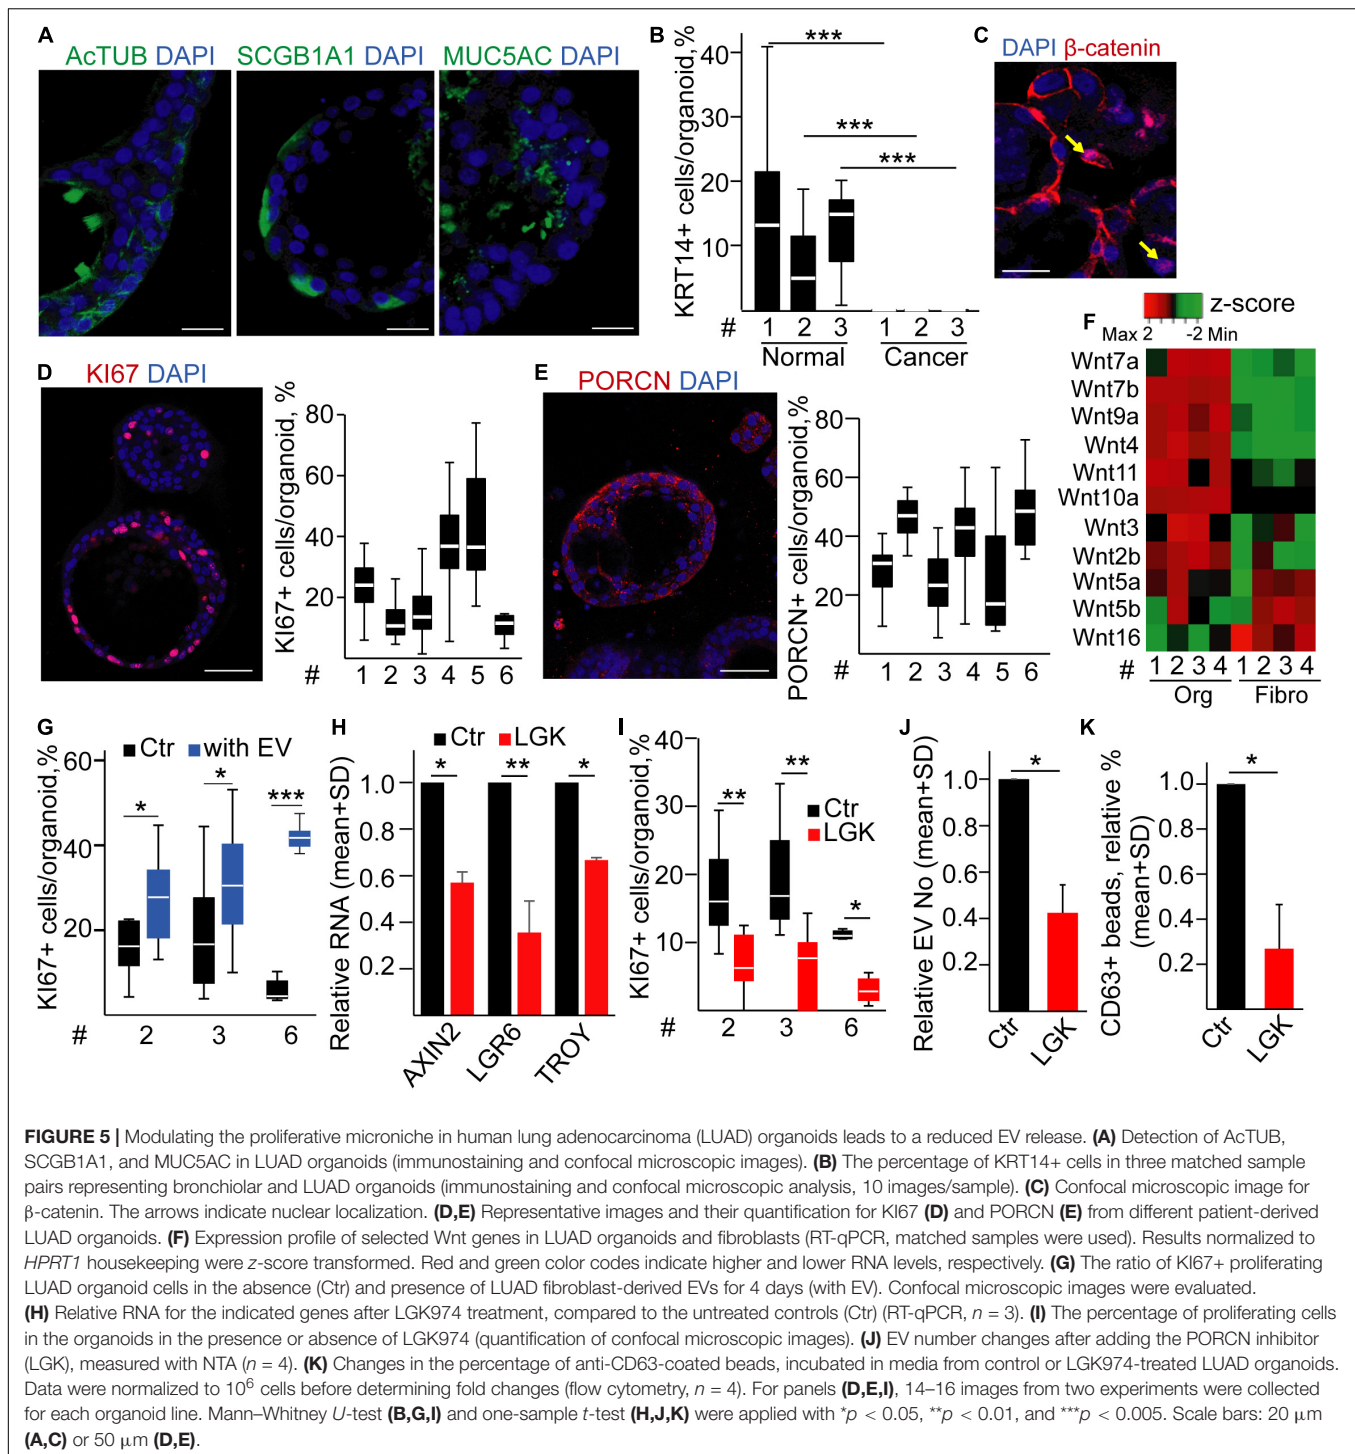 A
AcTUB DAPI SCGB1A1 DAPI MUC5AC DAPI
B
KRT14+ cells/organoid, %
40
30
20
10
*** *** ***
# 1 2 3 1 2 3
Normal Cancer
C
DAPI β-catenin
D
KI67 DAPI
KI67+ cells/organoid, %
80
60
40
20
# 1 2 3 4 5 6
E
PORCN DAPI
PORCN+ cells/organoid,%
80
60
40
20
# 1 2 3 4 5 6
F
z-score
Max 2 -2 Min
Wnt7a
Wnt7b
Wnt9a
Wnt4
Wnt11
Wnt10a
Wnt3
Wnt2b
Wnt5a
Wnt5b
Wnt16
# 1 2 3 4 1 2 3 4
Org Fibro
G
Ctr with EV
KI67+ cells/organoid,%
60
40
20
* * ***
# 2 3 6
H
Ctr LGK
Relative RNA (mean+SD)
1.0
0.8
0.6
0.4
0.2
* ** *
AXIN2 LGR6 TROY
I
KI67+ cells/organoid,%
40
30
20
10
** ** *
Ctr
LGK
# 2 3 6
J
Relative EV No (mean+SD)
1.0
0.8
0.6
0.4
0.2
*
Ctr LGK
K
CD63+ beads, relative %
(mean+SD)
1.0
0.8
0.6
0.4
0.2
*
Ctr LGK
FIGURE 5 | Modulating the proliferative microniche in human lung adenocarcinoma (LUAD) organoids leads to a reduced EV release. (A) Detection of AcTUB,
SCGB1A1, and MUC5AC in LUAD organoids (immunostaining and confocal microscopic images). (B) The percentage of KRT14+ cells in three matched sample
pairs representing bronchiolar and LUAD organoids (immunostaining and confocal microscopic analysis, 10 images/sample). (C) Confocal microscopic image for
β-catenin. The arrows indicate nuclear localization. (D,E) Representative images and their quantification for KI67 (D) and PORCN (E) from different patient-derived
LUAD organoids. (F) Expression profile of selected Wnt genes in LUAD organoids and fibroblasts (RT-qPCR, matched samples were used). Results normalized to
HPRT1 housekeeping were z-score transformed. Red and green color codes indicate higher and lower RNA levels, respectively. (G) The ratio of KI67+ proliferating
LUAD organoid cells in the absence (Ctr) and presence of LUAD fibroblast-derived EVs for 4 days (with EV). Confocal microscopic images were evaluated.
(H) Relative RNA for the indicated genes after LGK974 treatment, compared to the untreated controls (Ctr) (RT-qPCR, n = 3). (I) The percentage of proliferating cells
in the organoids in the presence or absence of LGK974 (quantification of confocal microscopic images). (J) EV number changes after adding the PORCN inhibitor
(LGK), measured with NTA (n = 4). (K) Changes in the percentage of anti-CD63-coated beads, incubated in media from control or LGK974-treated LUAD organoids.
Data were normalized to 10⁶ cells before determining fold changes (flow cytometry, n = 4). For panels (D,E,I), 14–16 images from two experiments were collected
for each organoid line. Mann–Whitney U-test (B,G,I) and one-sample t-test (H,J,K) were applied with *p < 0.05, **p < 0.01, and ***p < 0.005. Scale bars: 20 μm
(A,C) or 50 μm (D,E).